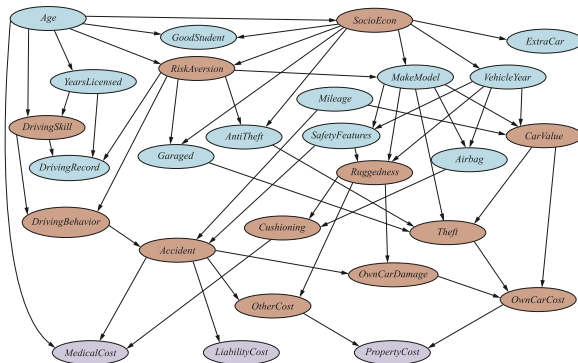 Age
SocioEcon
GoodStudent
ExtraCar
RiskAversion
YearsLicensed
MakeModel
VehicleYear
Mileage
DrivingSkill
AntiTheft
SafetyFeatures
CarValue
DrivingRecord
Garaged
Airbag
Ruggedness
DrivingBehavior
Cushioning
Theft
Accident
OwnCarDamage
OtherCost
OwnCarCost
MedicalCost
LiabilityCost
PropertyCost